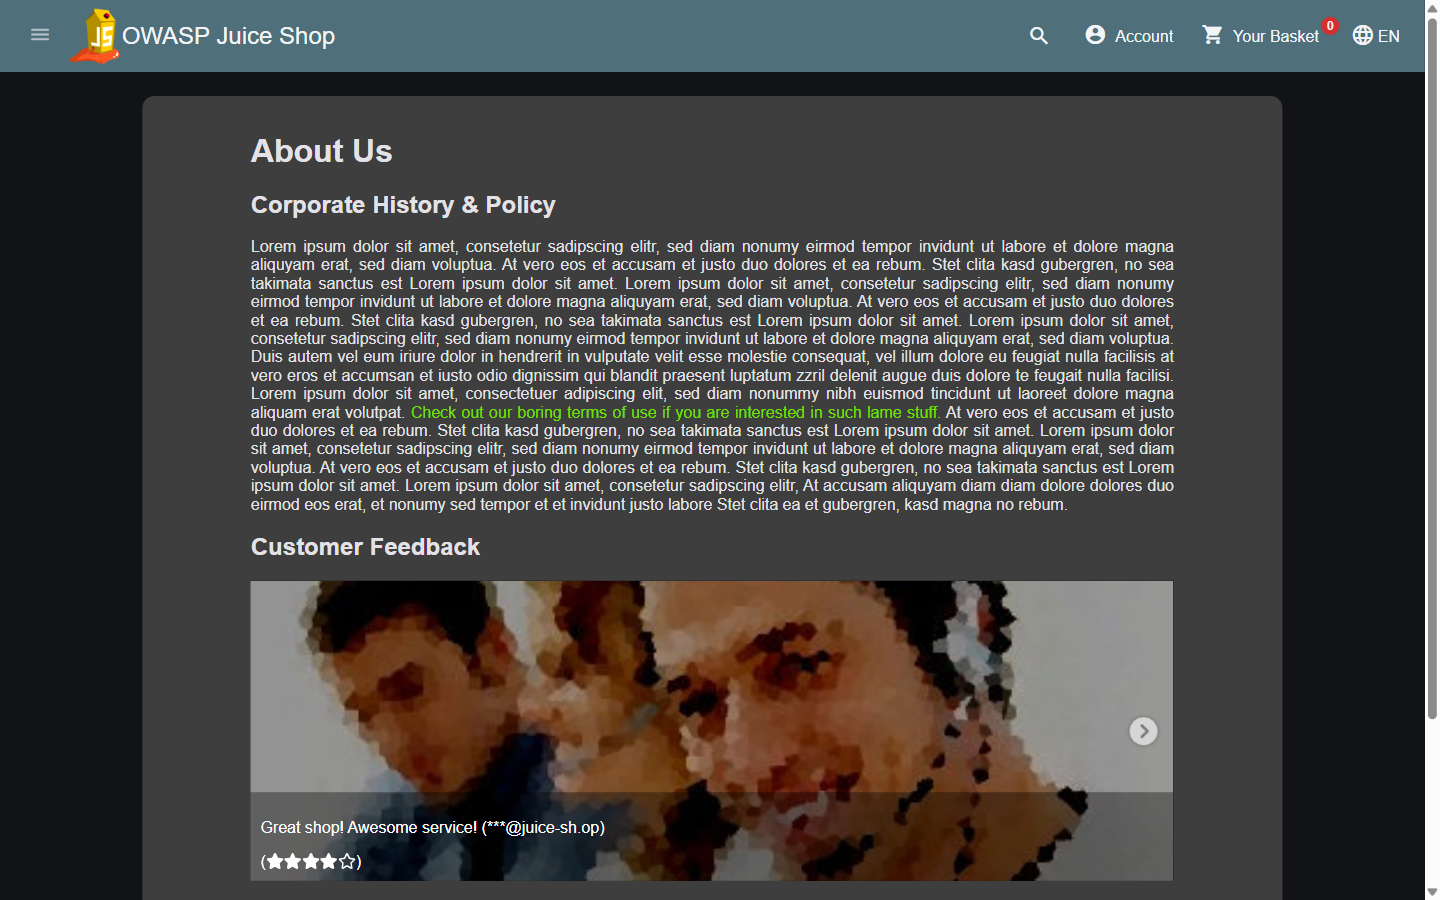 OWASP Juice Shop
Account
Your Basket
0
EN
About Us
Corporate History & Policy
Lorem ipsum dolor sit amet, consetetur sadipscing elitr, sed diam nonumy eirmod tempor invidunt ut labore et dolore magna
aliquyam erat, sed diam voluptua. At vero eos et accusam et justo duo dolores et ea rebum. Stet clita kasd gubergren, no sea
takimata sanctus est Lorem ipsum dolor sit amet. Lorem ipsum dolor sit amet, consetetur sadipscing elitr, sed diam nonumy
eirmod tempor invidunt ut labore et dolore magna aliquyam erat, sed diam voluptua. At vero eos et accusam et justo duo dolores
et ea rebum. Stet clita kasd gubergren, no sea takimata sanctus est Lorem ipsum dolor sit amet. Lorem ipsum dolor sit amet,
consetetur sadipscing elitr, sed diam nonumy eirmod tempor invidunt ut labore et dolore magna aliquyam erat, sed diam voluptua.
Duis autem vel eum iriure dolor in hendrerit in vulputate velit esse molestie consequat, vel illum dolore eu feugiat nulla facilisis at
vero eros et accumsan et iusto odio dignissim qui blandit praesent luptatum zzril delenit augue duis dolore te feugait nulla facilisi.
Lorem ipsum dolor sit amet, consectetuer adipiscing elit, sed diam nonummy nibh euismod tincidunt ut laoreet dolore magna
aliquam erat volutpat. Check out our boring terms of use if you are interested in such lame stuff. At vero eos et accusam et justo
duo dolores et ea rebum. Stet clita kasd gubergren, no sea takimata sanctus est Lorem ipsum dolor sit amet. Lorem ipsum dolor
sit amet, consetetur sadipscing elitr, sed diam nonumy eirmod tempor invidunt ut labore et dolore magna aliquyam erat, sed diam
voluptua. At vero eos et accusam et justo duo dolores et ea rebum. Stet clita kasd gubergren, no sea takimata sanctus est Lorem
ipsum dolor sit amet. Lorem ipsum dolor sit amet, consetetur sadipscing elitr, At accusam aliquyam diam diam dolore dolores duo
eirmod eos erat, et nonumy sed tempor et et invidunt justo labore Stet clita ea et gubergren, kasd magna no rebum.
Customer Feedback
Great shop! Awesome service! (***@juice-sh.op)
(★★★★☆)